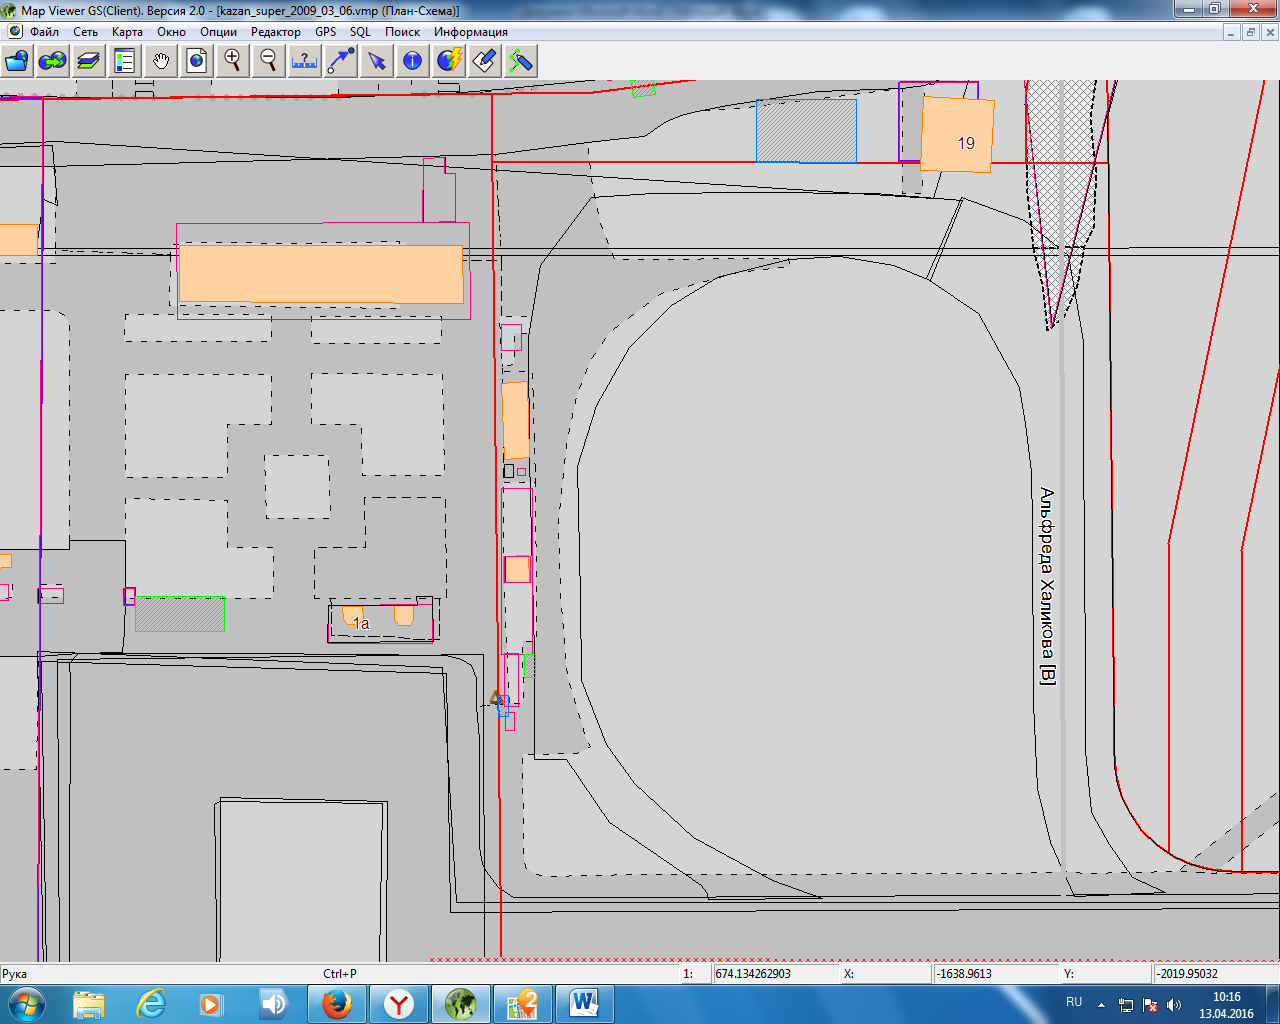 Map Viewer GS(Client). Версия 2.0 - [kazan_super_2009_03_06.vmp (План-Схема)]
Файл Сеть Карта Окно Опции Редактор GPS SQL Поиск Информация
19
Альфреда Халикова [В]
1а
Рука Ctrl+P 1: 674.134262903 X: -1638.9613 Y: -2019.95032
RU 10:16
13.04.2016